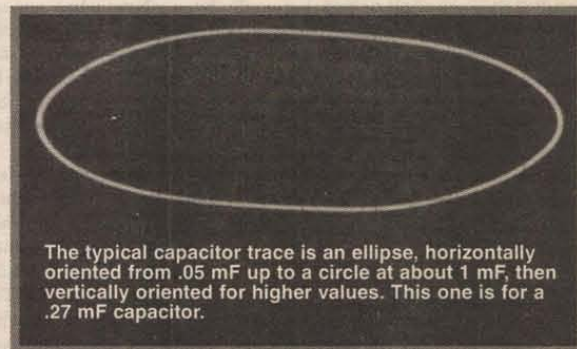 The typical capacitor trace is an ellipse, horizontally
oriented from .05 mF up to a circle at about 1 mF, then
vertically oriented for higher values. This one is for a
.27 mF capacitor.